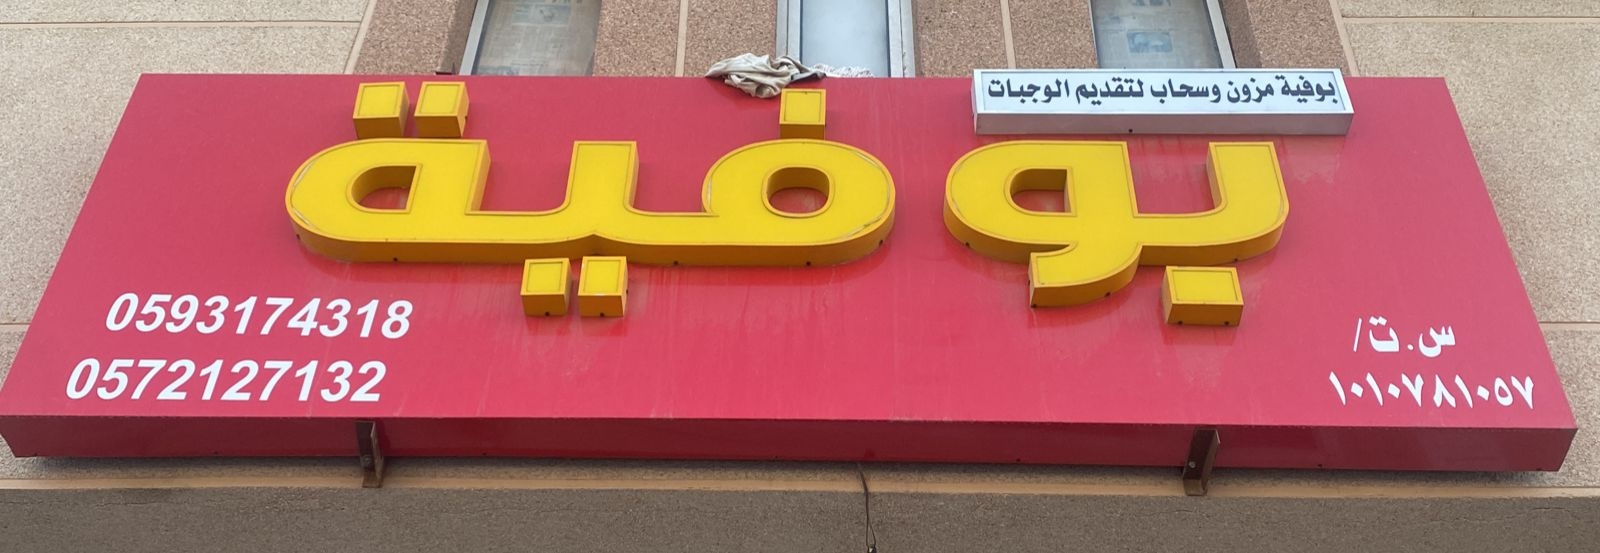 بوفية مزون وسحاب لتقديم الوجبات
بوفية
0593174318
0572127132
س.ت/
١٠١٠٧٨١٠٥٧